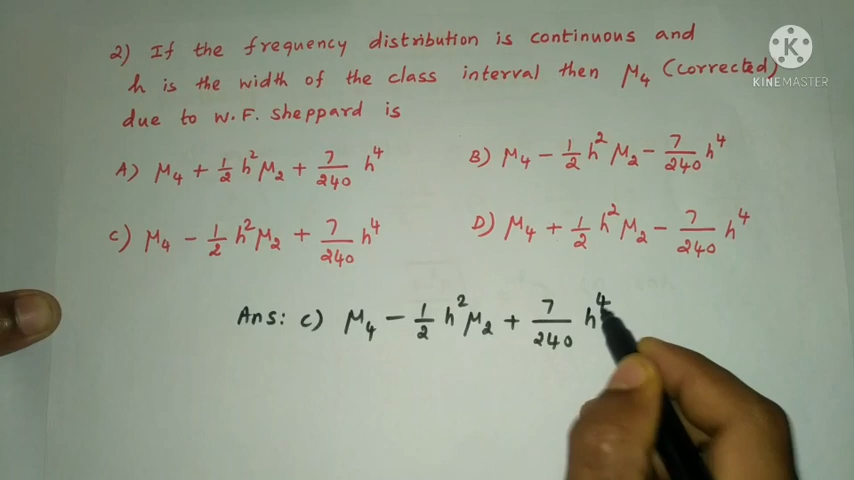 2) If the frequency distribution is continuous and
h is the width of the class interval then μ₄ (corrected)
due to W.F. Sheppard is
A) μ₄ + 1/2 h² μ₂ + 7/240 h⁴
B) μ₄ - 1/2 h² μ₂ - 7/240 h⁴
C) μ₄ - 1/2 h² μ₂ + 7/240 h⁴
D) μ₄ + 1/2 h² μ₂ - 7/240 h⁴
Ans: C) μ₄ - 1/2 h² μ₂ + 7/240 h⁴
K
KINEMASTER